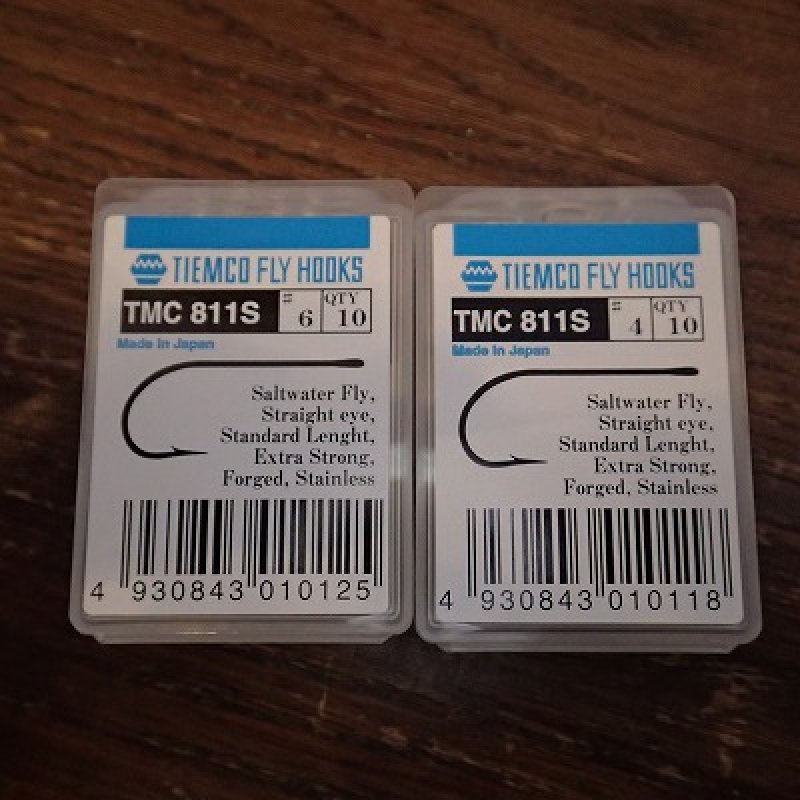 TIEMCO FLY HOOKS
TMC 811S # 6 QTY 10
Made in Japan
Saltwater Fly,
Straight eye,
Standard Lenght,
Extra Strong,
Forged, Stainless
4 930843 010125
TIEMCO FLY HOOKS
TMC 811S # 4 QTY 10
Made in Japan
Saltwater Fly,
Straight eye,
Standard Lenght,
Extra Strong,
Forged, Stainless
4 930843 010118